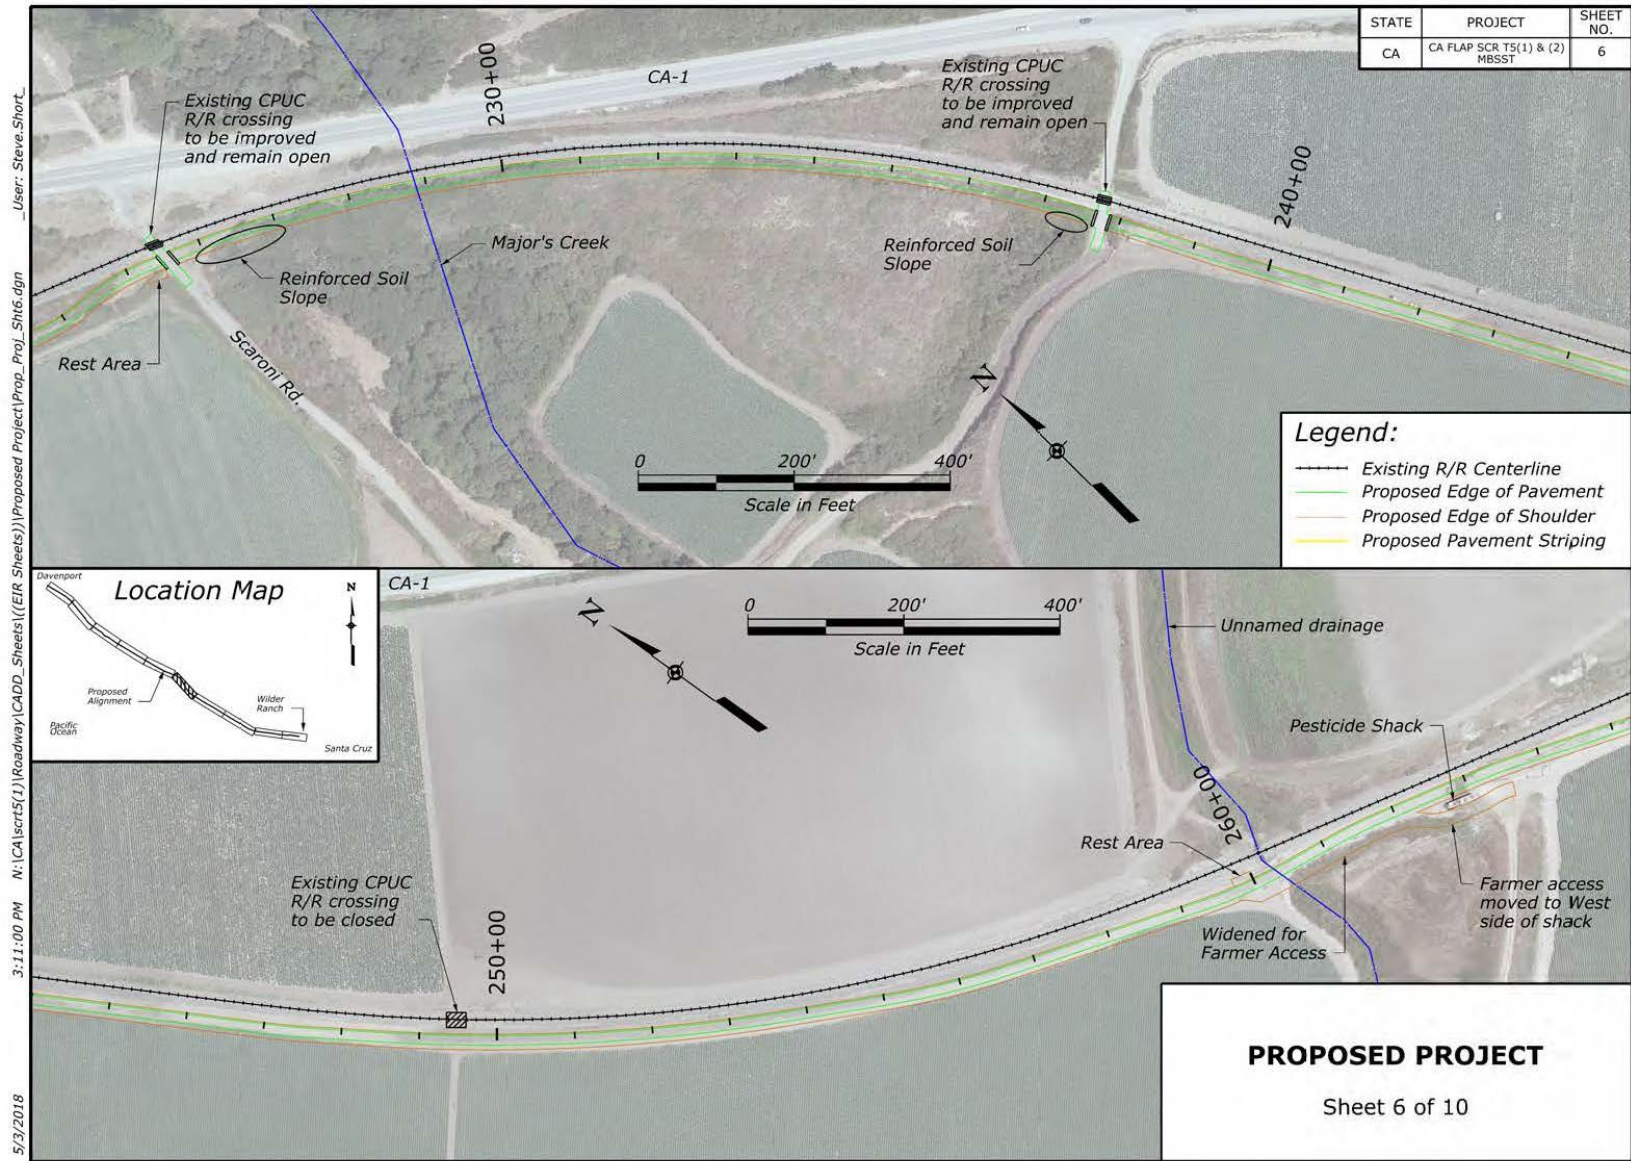 STATE
PROJECT
SHEET
NO.
CA
CA FLAP SCR T5(1) & (2)
MBSST
6
Existing CPUC
R/R crossing
to be improved
and remain open
230+00
CA-1
Existing CPUC
R/R crossing
to be improved
and remain open
240+00
Major's Creek
Reinforced Soil
Slope
Reinforced Soil
Slope
Rest Area
Scaroni Rd.
N
0 200' 400'
Scale in Feet
Legend:
Existing R/R Centerline
Proposed Edge of Pavement
Proposed Edge of Shoulder
Proposed Pavement Striping
Location Map
Davenport
N
Proposed
Alignment
Wilder
Ranch
Pacific
Ocean
Santa Cruz
CA-1
N
0 200' 400'
Scale in Feet
Unnamed drainage
Pesticide Shack
260+00
Rest Area
Existing CPUC
R/R crossing
to be closed
250+00
Farmer access
moved to West
side of shack
Widened for
Farmer Access
PROPOSED PROJECT
Sheet 6 of 10
5/3/2018 3:11:00 PM N:\CA\scrt5(1)\Roadway\CADD_Sheets\((EIR Sheets))\Proposed Project\Prop_Proj_Sht6.dgn _User: Steve.Short_